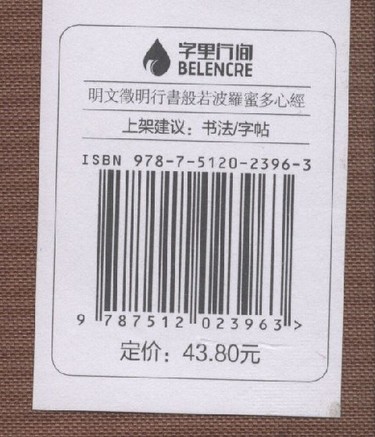 字里行间
BELENCRE
明文徵明行書般若波羅蜜多心經
上架建议：书法/字帖
ISBN 978-7-5120-2396-3
9 787512 023963 >
定价：43.80元